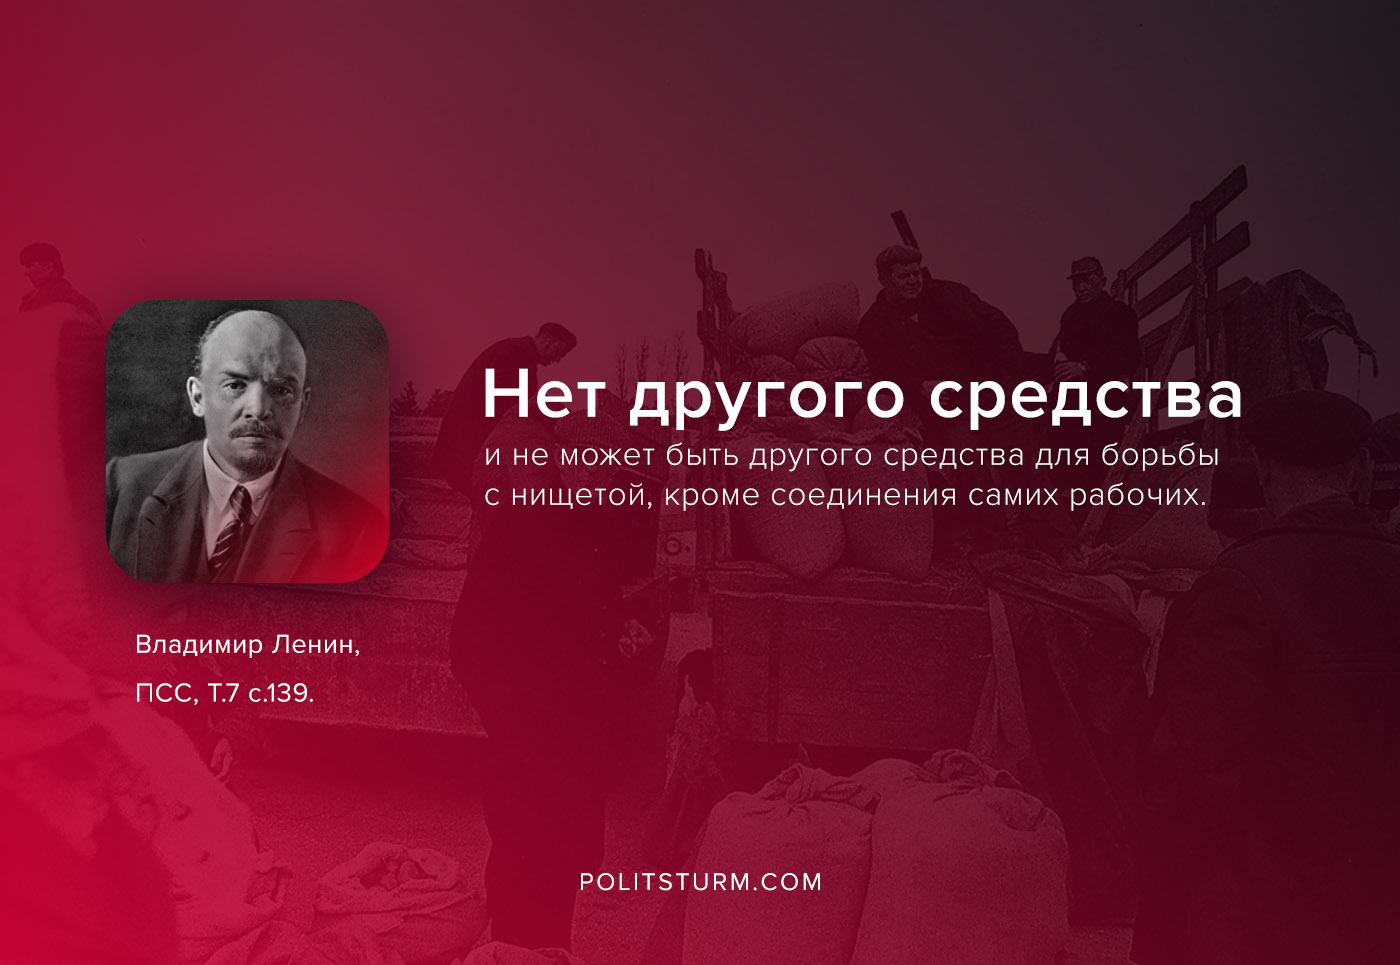 Нет другого средства
и не может быть другого средства для борьбы
с нищетой, кроме соединения самих рабочих.
Владимир Ленин,
ПСС, Т.7 с.139.
POLITSTURM.COM